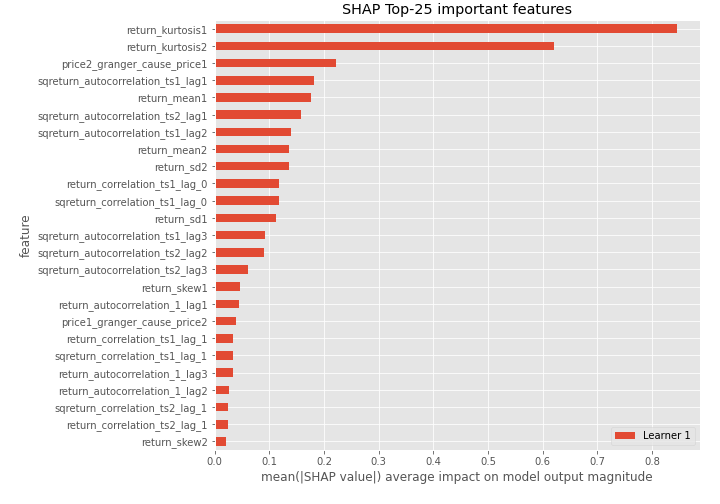 SHAP Top-25 important features
return_kurtosis1
return_kurtosis2
price2_granger_cause_price1
sqreturn_autocorrelation_ts1_lag1
return_mean1
sqreturn_autocorrelation_ts2_lag1
sqreturn_autocorrelation_ts1_lag2
return_mean2
return_sd2
return_correlation_ts1_lag_0
sqreturn_correlation_ts1_lag_0
return_sd1
sqreturn_autocorrelation_ts1_lag3
sqreturn_autocorrelation_ts2_lag2
sqreturn_autocorrelation_ts2_lag3
return_skew1
return_autocorrelation_1_lag1
price1_granger_cause_price2
return_correlation_ts1_lag_1
sqreturn_correlation_ts1_lag_1
return_autocorrelation_1_lag3
return_autocorrelation_1_lag2
sqreturn_correlation_ts2_lag_1
return_correlation_ts2_lag_1
return_skew2
feature
Learner 1
0.0 0.1 0.2 0.3 0.4 0.5 0.6 0.7 0.8
mean(|SHAP value|) average impact on model output magnitude